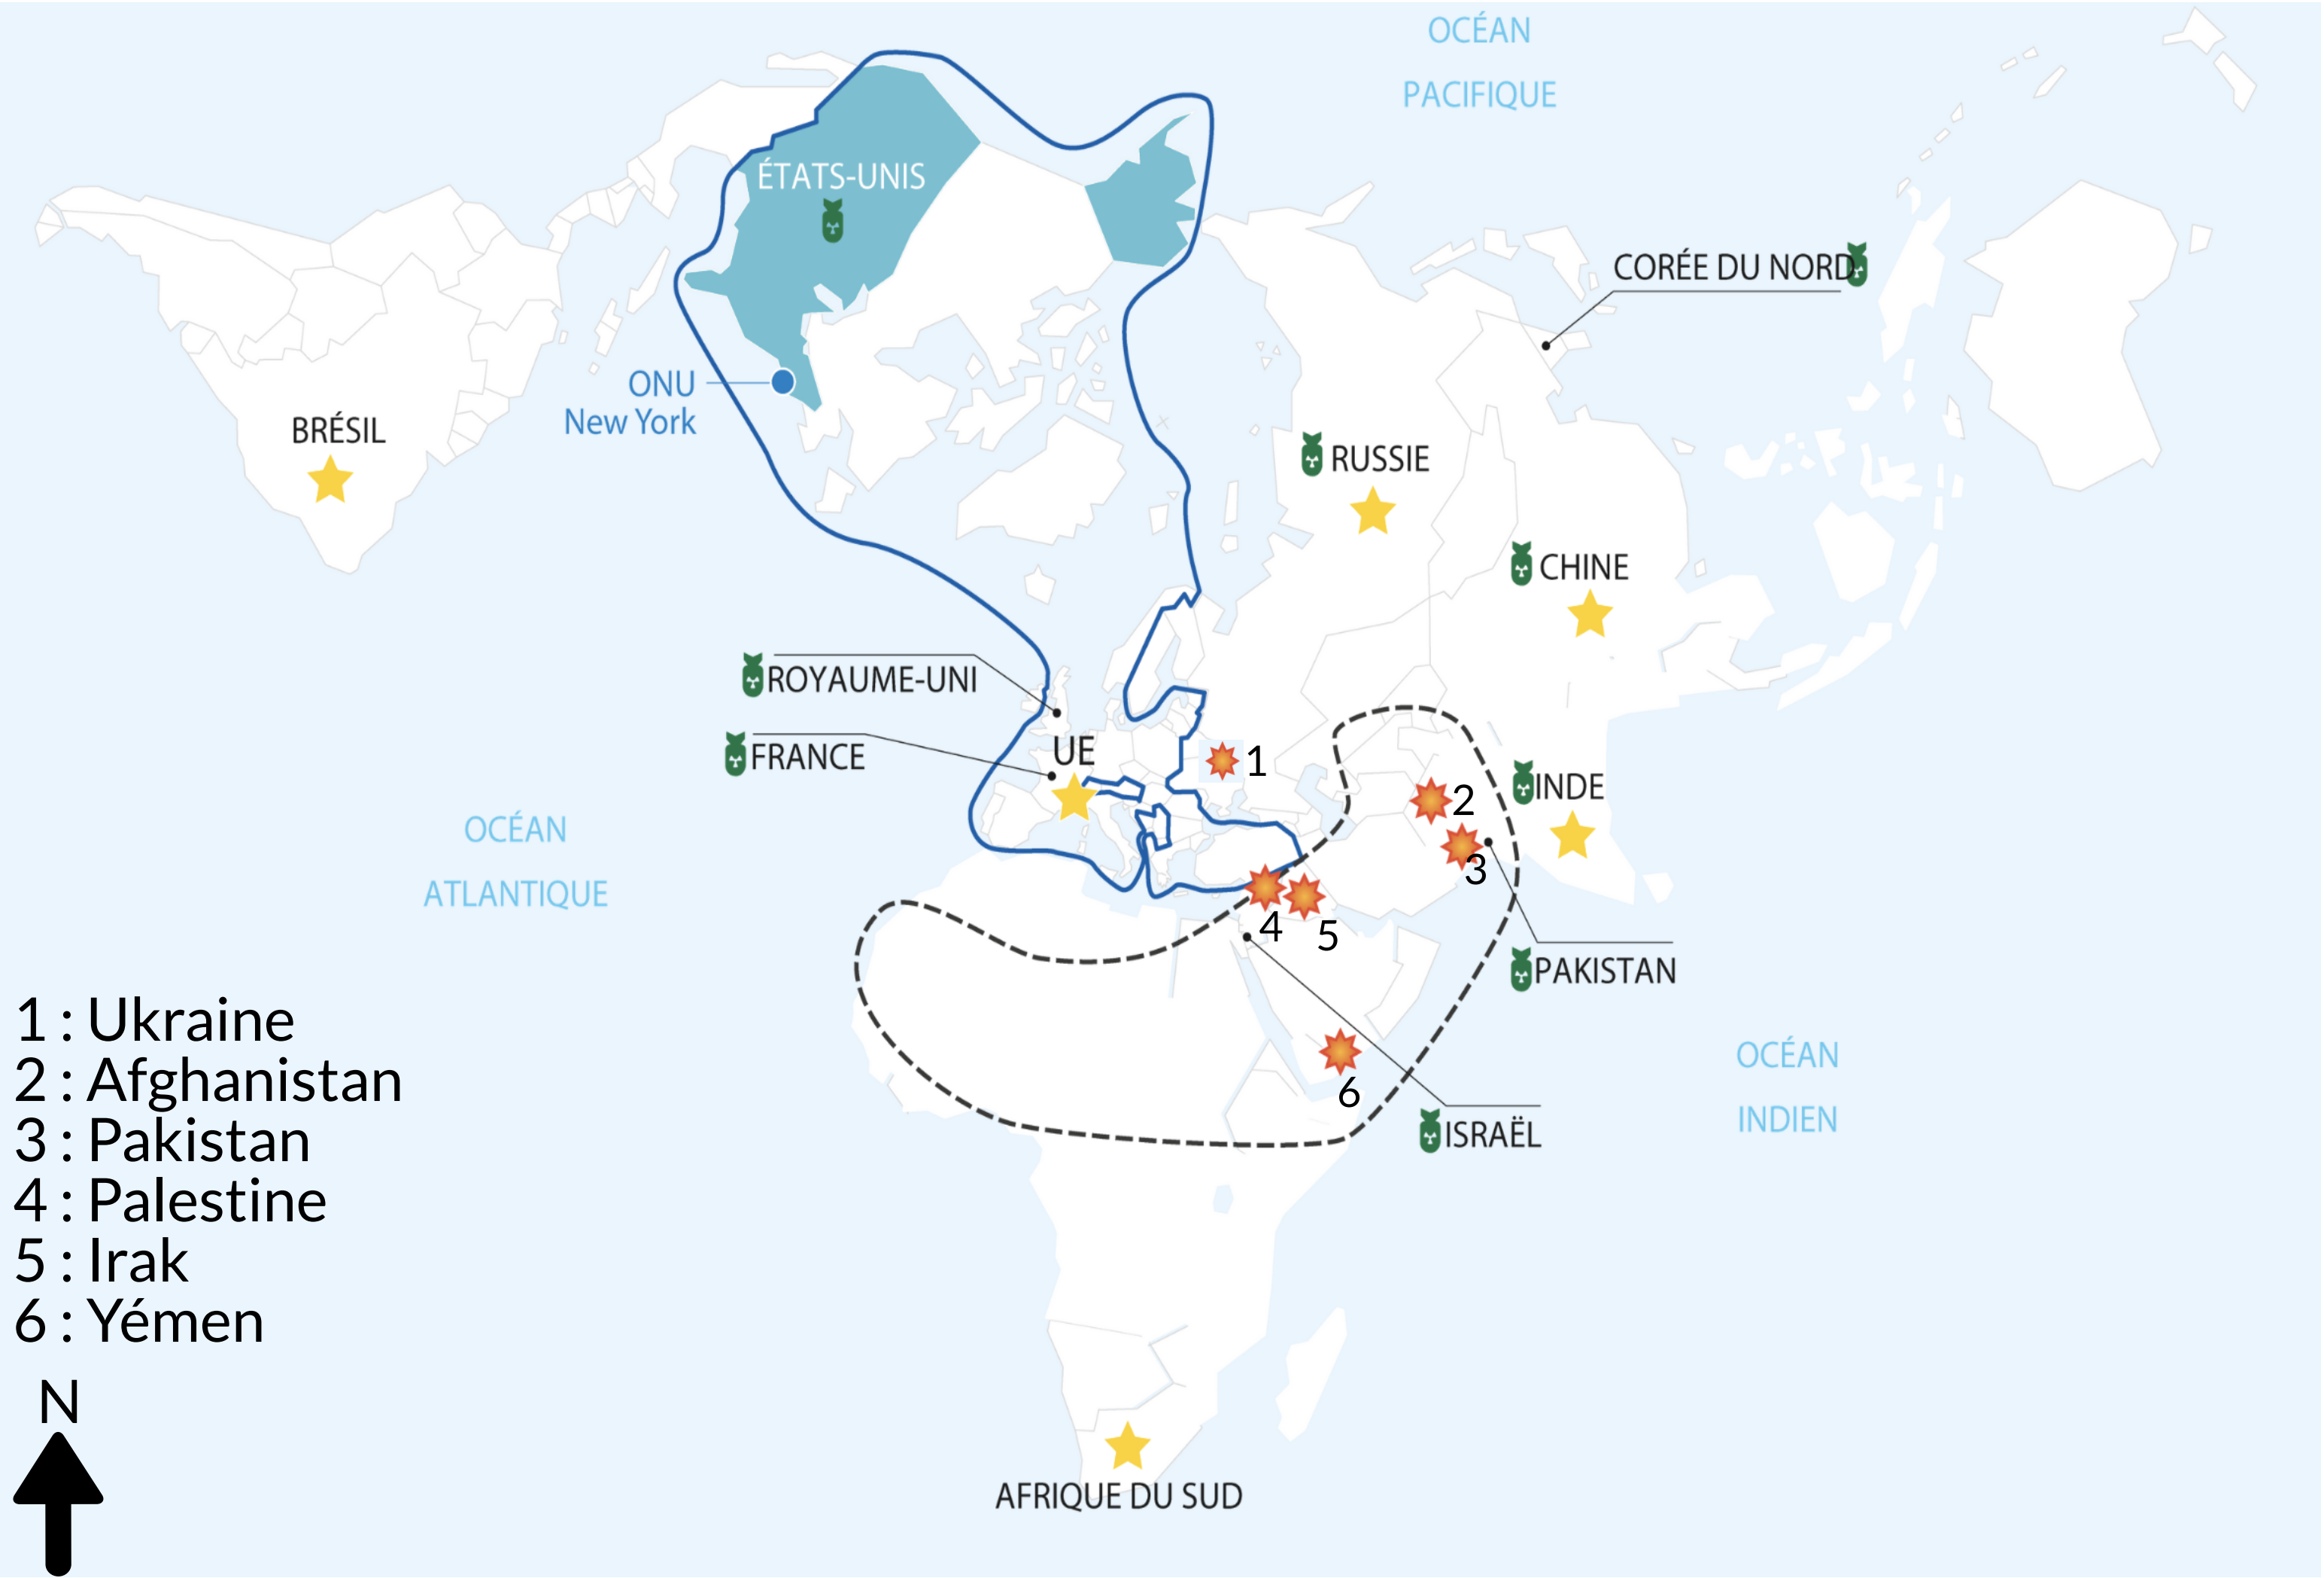 OCÉAN
PACIFIQUE
ÉTATS-UNIS
CORÉE DU NORD
ONU
New York
BRÉSIL
RUSSIE
CHINE
ROYAUME-UNI
FRANCE
UE
1
2
INDE
3
OCÉAN
ATLANTIQUE
4
5
PAKISTAN
6
ISRAËL
OCÉAN
INDIEN
1 : Ukraine
2 : Afghanistan
3 : Pakistan
4 : Palestine
5 : Irak
6 : Yémen
N
AFRIQUE DU SUD